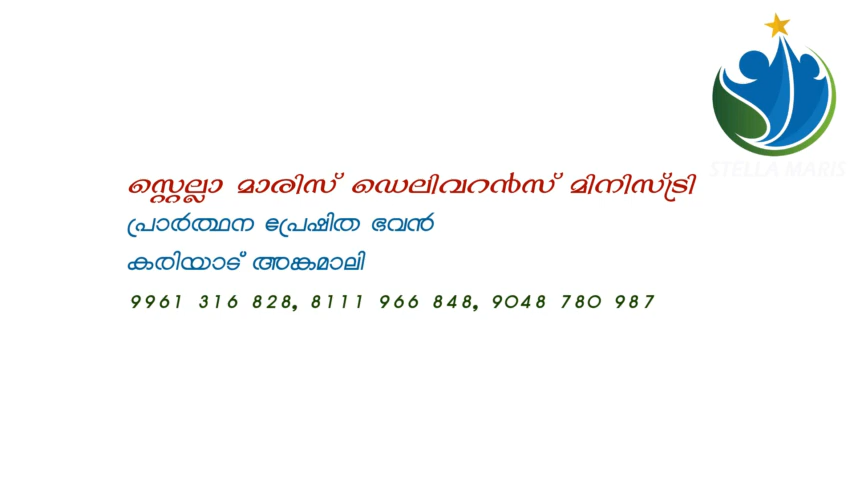 STELLA MARIS
സ്റ്റെല്ലാ മാരിസ് ഡെലിവറൻസ് മിനിസ്ട്രി
പ്രാർത്ഥന പ്രേഷിത ഭവൻ
കരിയാട് അങ്കമാലി
9961 316 828, 8111 966 848, 9048 780 987